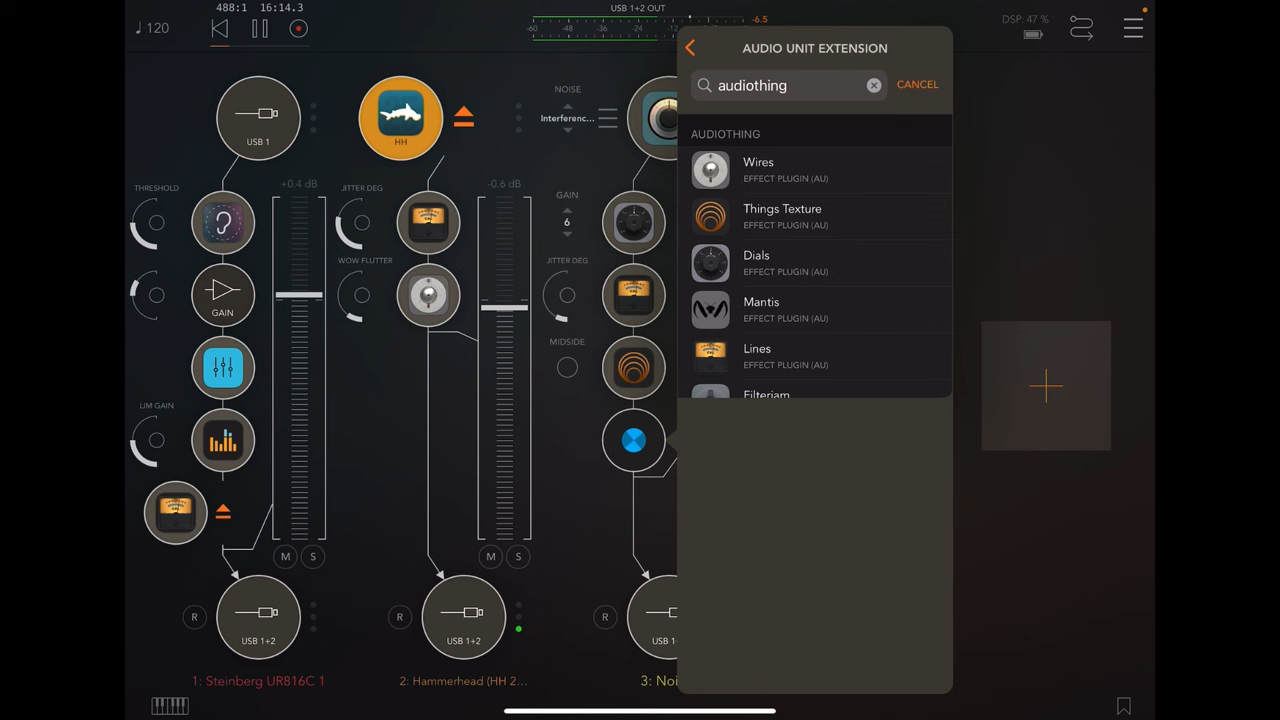 488:1 16:14.3
120
USB 1+2 OUT
-60 -48 -36 -24 -12
-6.5
DSP: 47 %
AUDIO UNIT EXTENSION
audiothing
CANCEL
AUDIOTHING
Wires
EFFECT PLUGIN (AU)
Things Texture
EFFECT PLUGIN (AU)
Dials
EFFECT PLUGIN (AU)
Mantis
EFFECT PLUGIN (AU)
Lines
EFFECT PLUGIN (AU)
Filterjam
USB 1
THRESHOLD
+0.4 dB
GAIN
LIM GAIN
M S
R
USB 1+2
1: Steinberg UR816C 1
HH
JITTER DEG
-0.6 dB
WOW FLUTTER
M S
R
USB 1+2
2: Hammerhead (HH 2...
NOISE
Interferenc...
GAIN
6
JITTER DEG
MIDSIDE
R
USB 1+
3: Noi